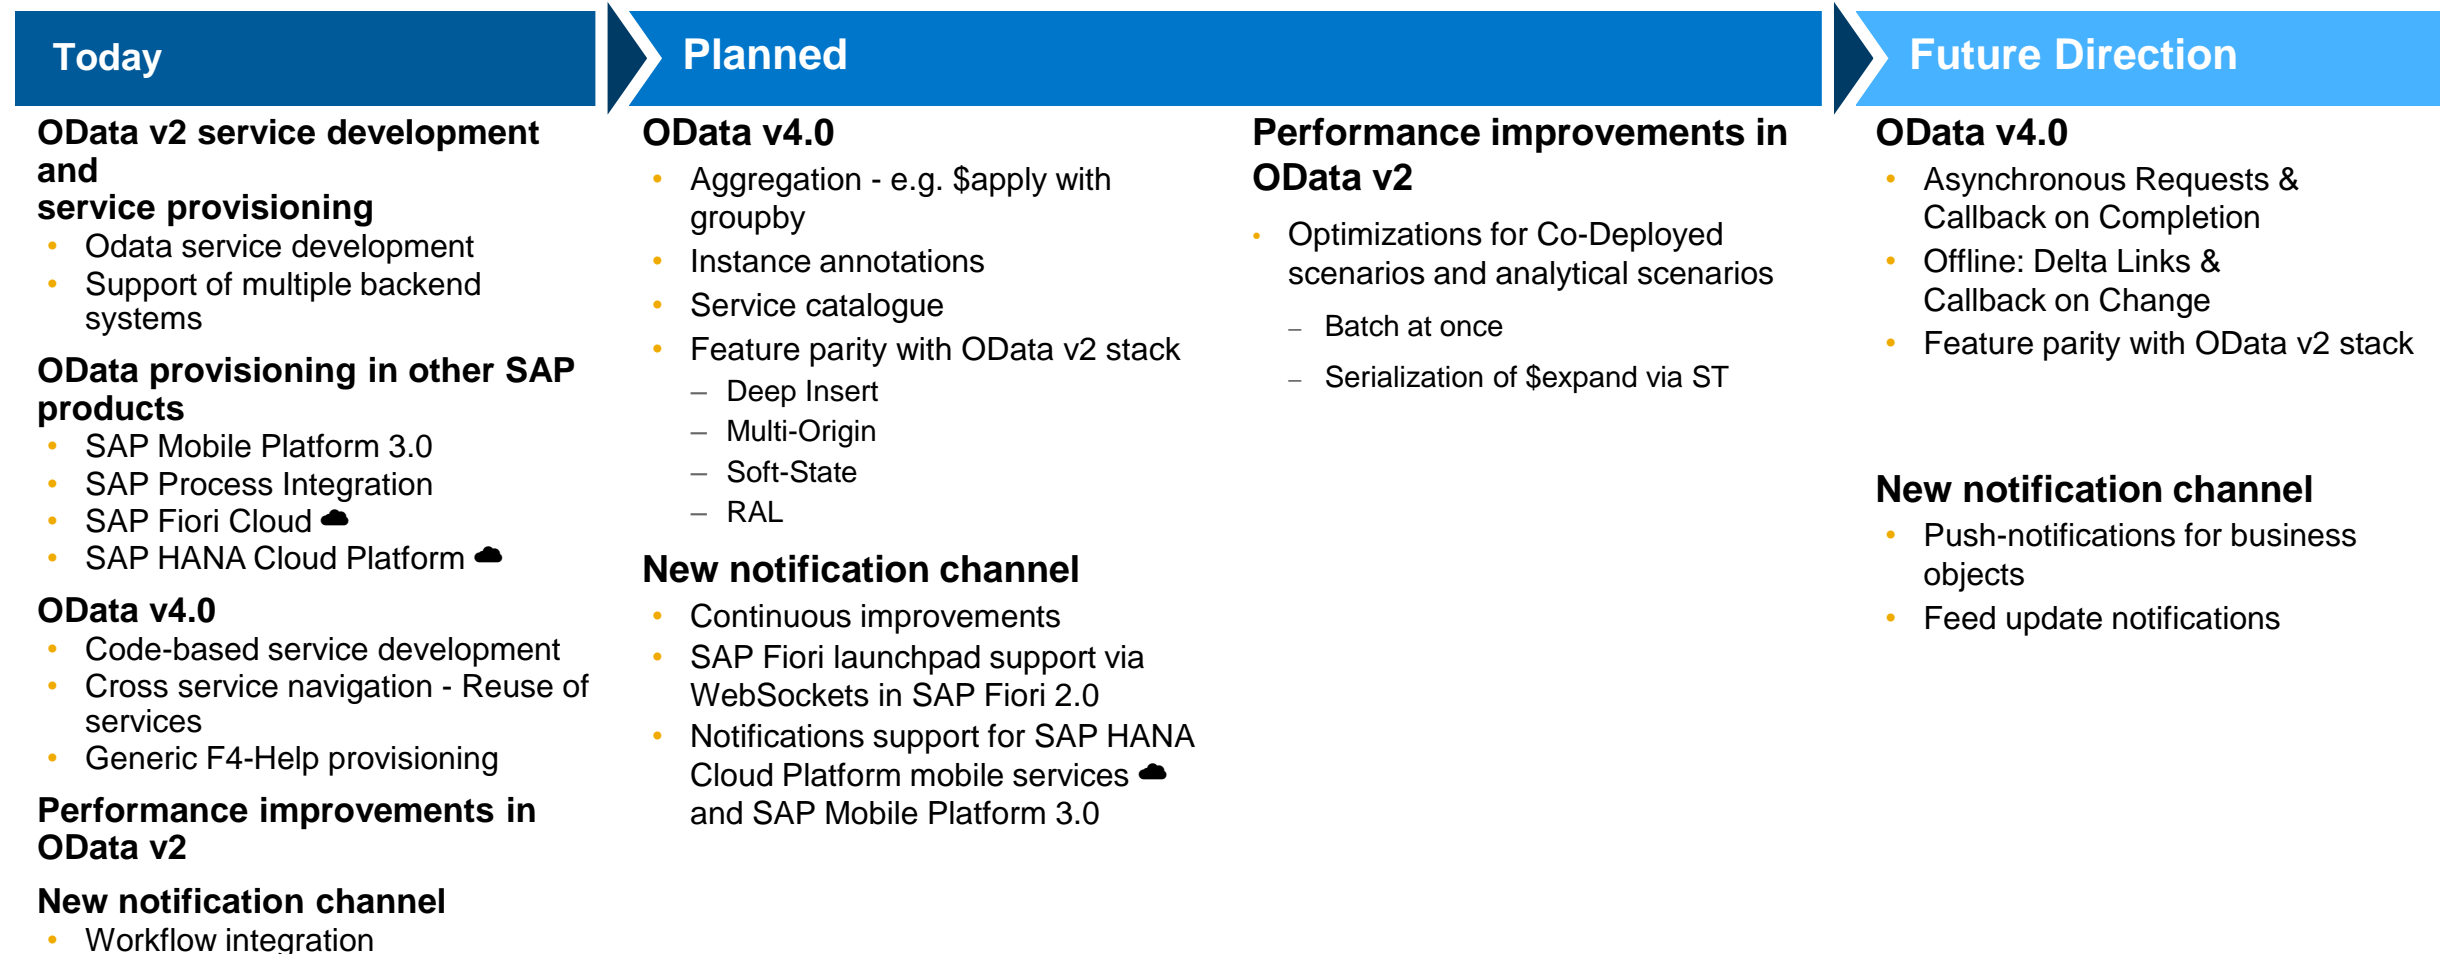 Today
Planned
Future Direction
OData v2 service development
and
service provisioning
• Odata service development
• Support of multiple backend
systems
OData provisioning in other SAP
products
• SAP Mobile Platform 3.0
• SAP Process Integration
• SAP Fiori Cloud
• SAP HANA Cloud Platform
OData v4.0
• Code-based service development
• Cross service navigation - Reuse of
services
• Generic F4-Help provisioning
Performance improvements in
OData v2
New notification channel
• Workflow integration
OData v4.0
• Aggregation - e.g. $apply with
groupby
• Instance annotations
• Service catalogue
• Feature parity with OData v2 stack
– Deep Insert
– Multi-Origin
– Soft-State
– RAL
New notification channel
• Continuous improvements
• SAP Fiori launchpad support via
WebSockets in SAP Fiori 2.0
• Notifications support for SAP HANA
Cloud Platform mobile services
and SAP Mobile Platform 3.0
Performance improvements in
OData v2
• Optimizations for Co-Deployed
scenarios and analytical scenarios
– Batch at once
– Serialization of $expand via ST
OData v4.0
• Asynchronous Requests &
Callback on Completion
• Offline: Delta Links &
Callback on Change
• Feature parity with OData v2 stack
New notification channel
• Push-notifications for business
objects
• Feed update notifications